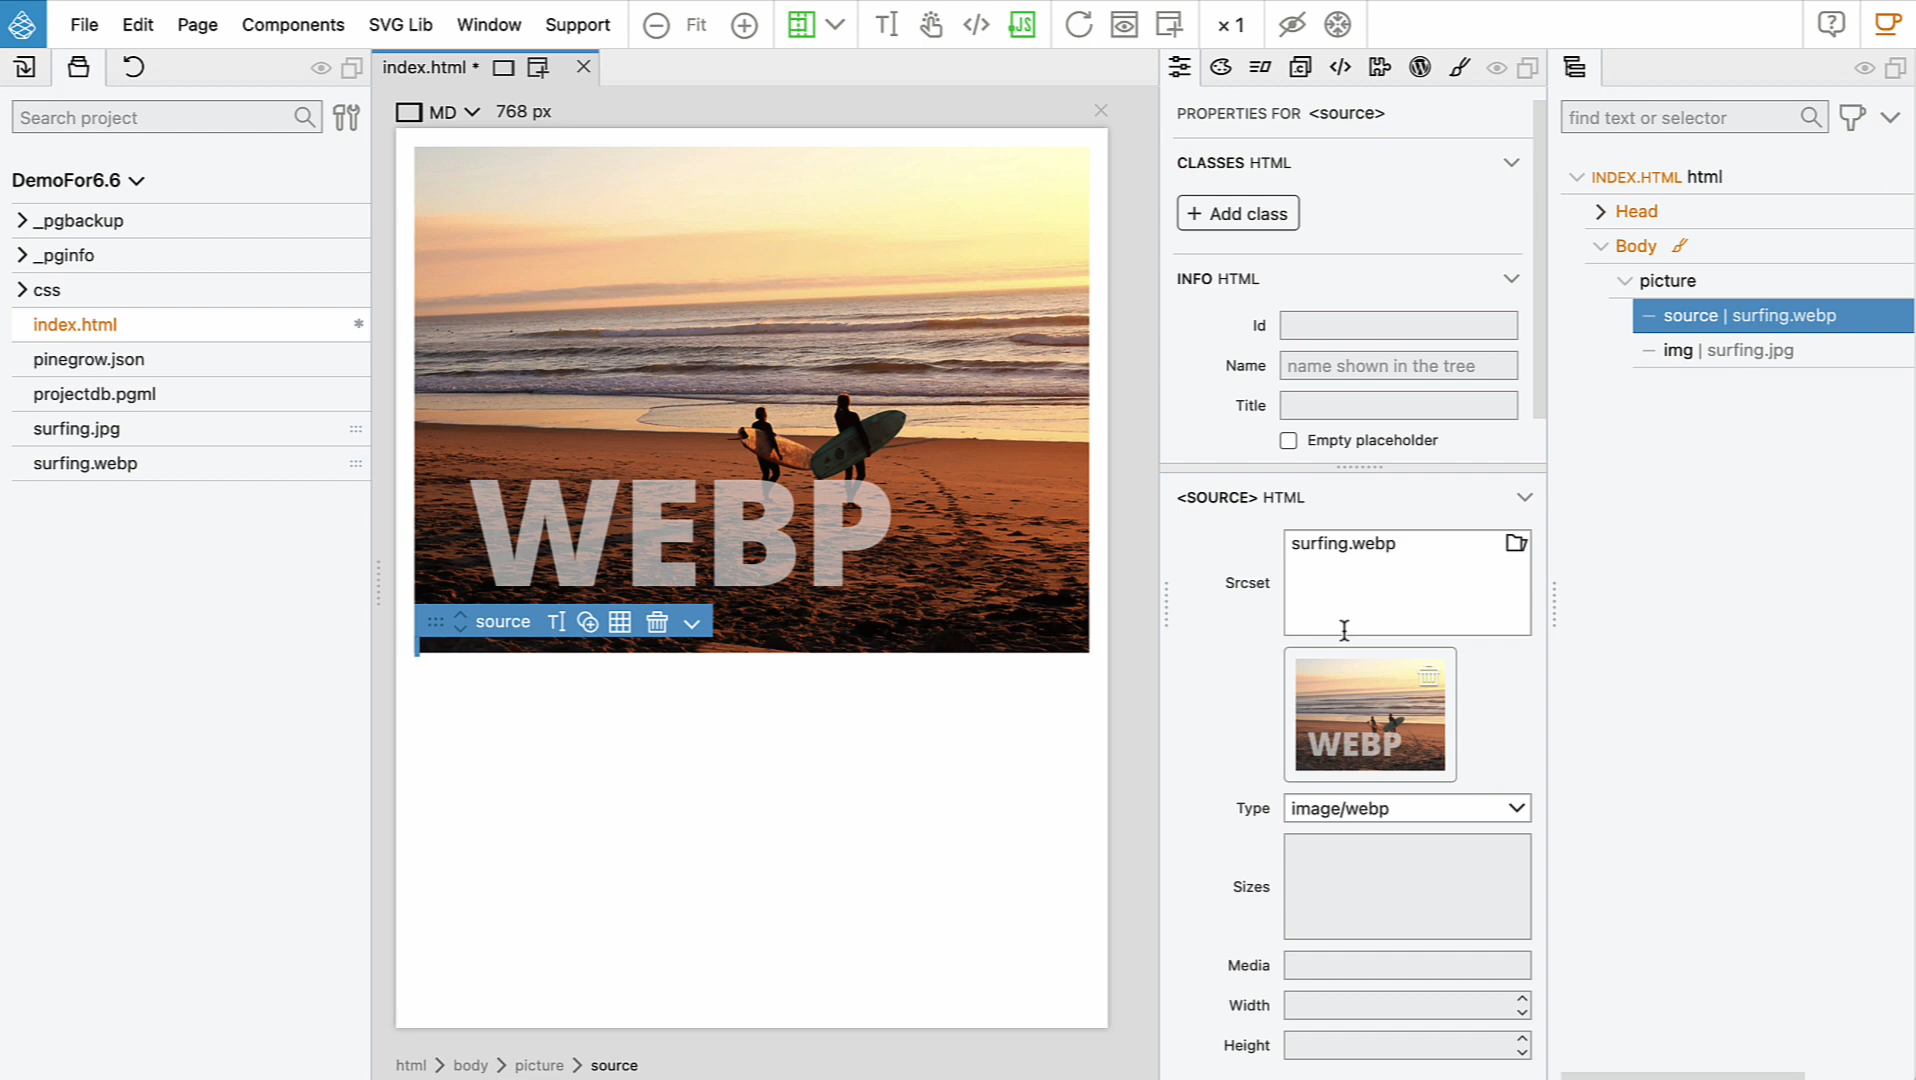 File Edit Page Components SVG Lib Window Support Fit JS × 1
Search project
DemoFor6.6
_pgbackup
_pginfo
css
index.html *
pinegrow.json
projectdb.pgml
surfing.jpg
surfing.webp
index.html *
MD 768 px
WEBP
source
html body picture source
PROPERTIES FOR <source>
CLASSES HTML
+ Add class
INFO HTML
Id
Name name shown in the tree
Title
Empty placeholder
<SOURCE> HTML
Srcset surfing.webp
WEBP
Type image/webp
Sizes
Media
Width
Height
find text or selector
INDEX.HTML html
Head
Body
picture
source | surfing.webp
img | surfing.jpg